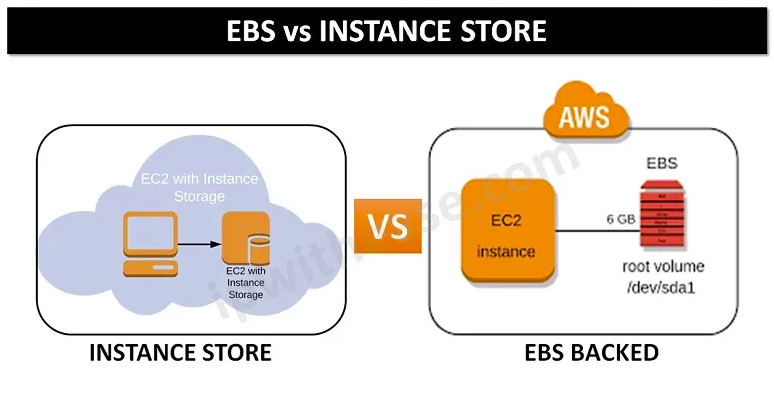 EBS vs INSTANCE STORE
EC2 with Instance
Storage
EC2 with
Instance
Storage
INSTANCE STORE
VS
AWS
EC2
instance
6 GB
EBS
root volume
/dev/sda1
EBS BACKED
ipwithease.com